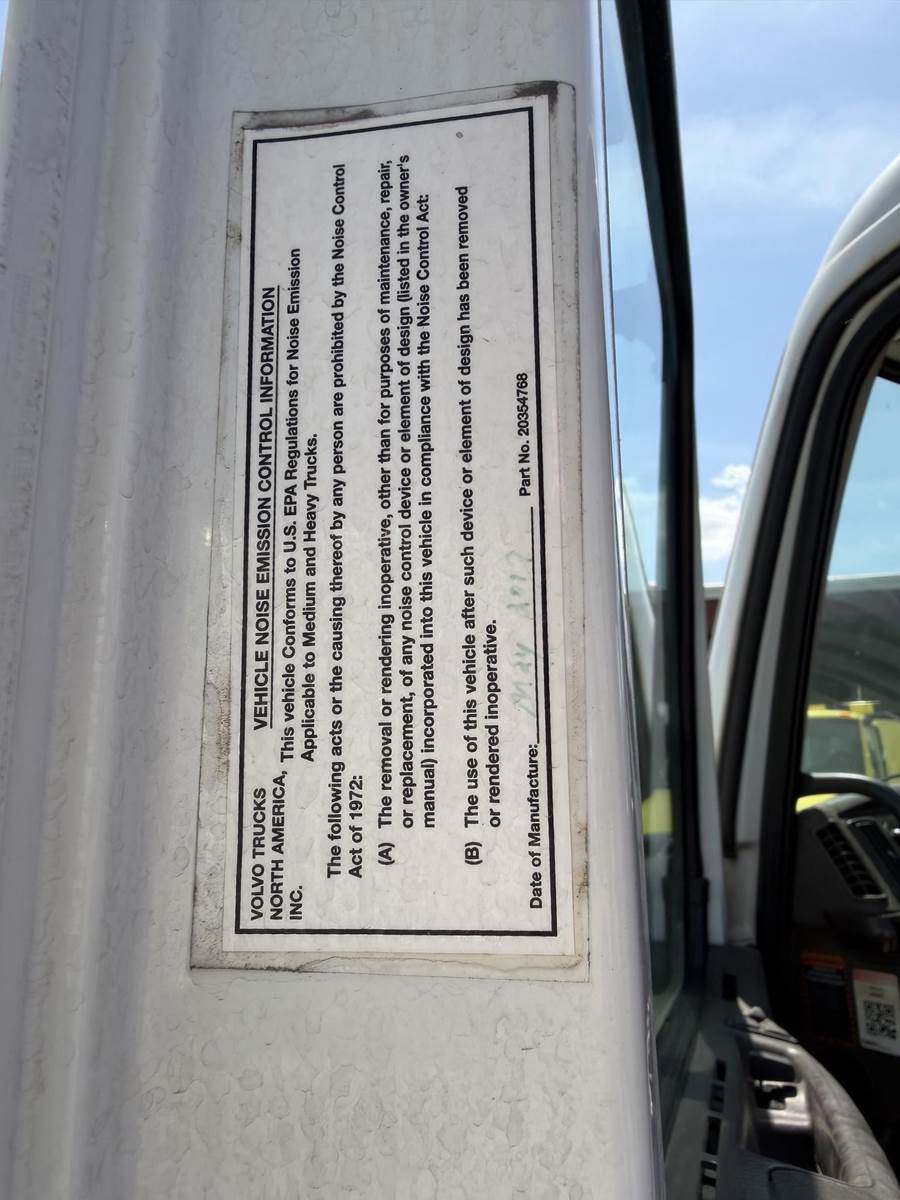 VOLVO TRUCKS
NORTH AMERICA,
INC.
VEHICLE NOISE EMISSION CONTROL INFORMATION
This vehicle Conforms to U.S. EPA Regulations for Noise Emission
Applicable to Medium and Heavy Trucks.
The following acts or the causing thereof by any person are prohibited by the Noise Control
Act of 1972:
(A) The removal or rendering inoperative, other than for purposes of maintenance, repair,
or replacement, of any noise control device or element of design (listed in the owner's
manual) incorporated into this vehicle in compliance with the Noise Control Act:
(B) The use of this vehicle after such device or element of design has been removed
or rendered inoperative.
Date of Manufacture: MAY Part No. 20354768